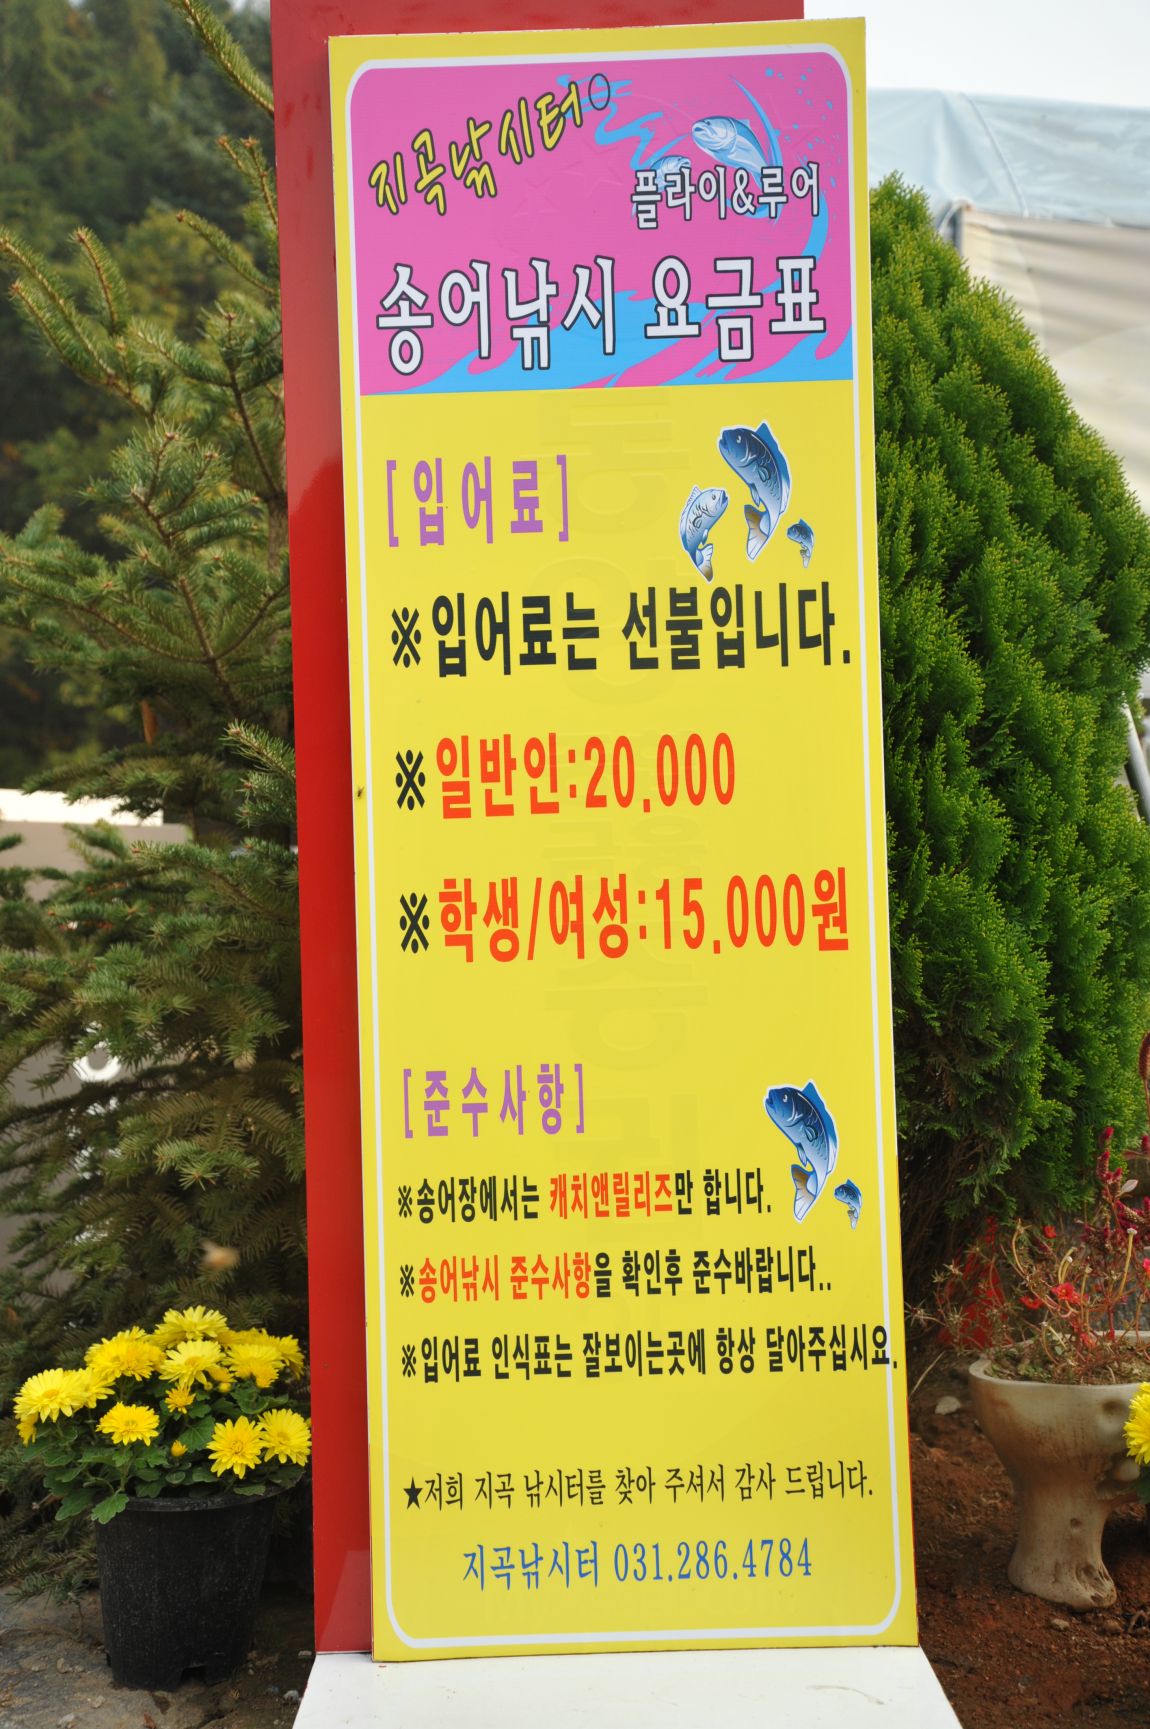 지곡낚시터
플라이&루어
송어낚시 요금표
[입어료]
※입어료는 선불입니다.
※일반인:20.000
※학생/여성:15.000원
[준수사항]
※송어장에서는 캐치앤릴리즈만 합니다.
※송어낚시 준수사항을 확인후 준수바랍니다..
※입어료 인식표는 잘보이는곳에 항상 달아주십시요.
★저희 지곡 낚시터를 찾아 주셔서 감사 드립니다.
지곡낚시터 031.286.4784